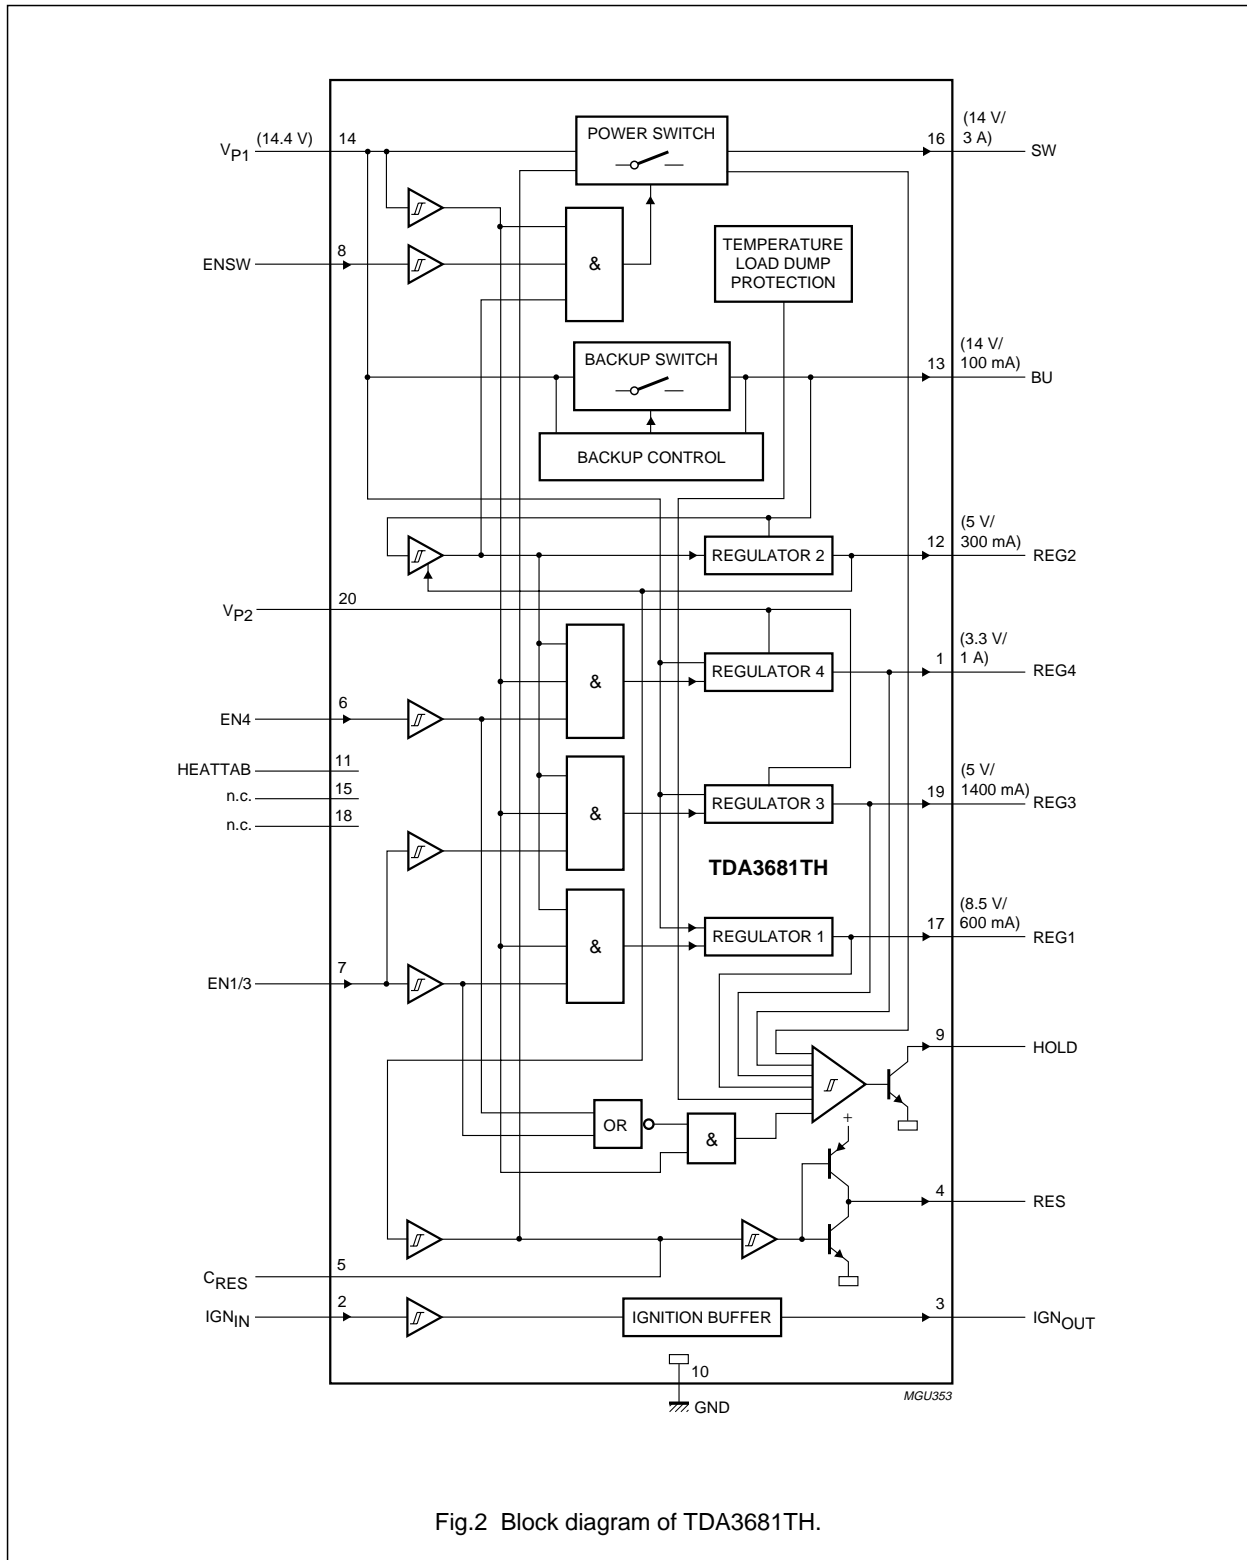 (14 V/
3 A)
V_P1 (14.4 V) 14 POWER SWITCH 16 SW
8
ENSW
&
TEMPERATURE
LOAD DUMP
PROTECTION
(14 V/
100 mA)
BACKUP SWITCH 13 BU
BACKUP CONTROL
(5 V/
300 mA)
REGULATOR 2 12 REG2
V_P2 20
(3.3 V/
1 A)
& REGULATOR 4 1 REG4
6
EN4
HEATTAB 11
n.c. 15
n.c. 18
(5 V/
1400 mA)
& REGULATOR 3 19 REG3
TDA3681TH
(8.5 V/
600 mA)
& REGULATOR 1 17 REG1
7
EN1/3
9 HOLD
OR &
+
4 RES
5
C_RES
2
IGN_IN IGNITION BUFFER 3 IGN_OUT
10
GND
MGU353
Fig.2 Block diagram of TDA3681TH.